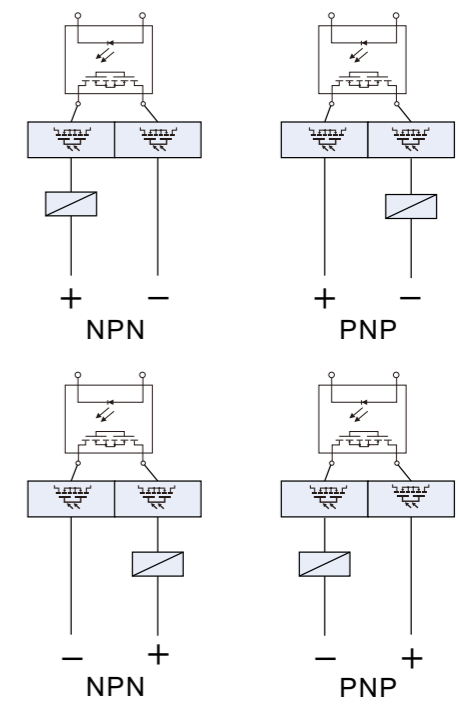 + − + −
NPN PNP
− + − +
NPN PNP